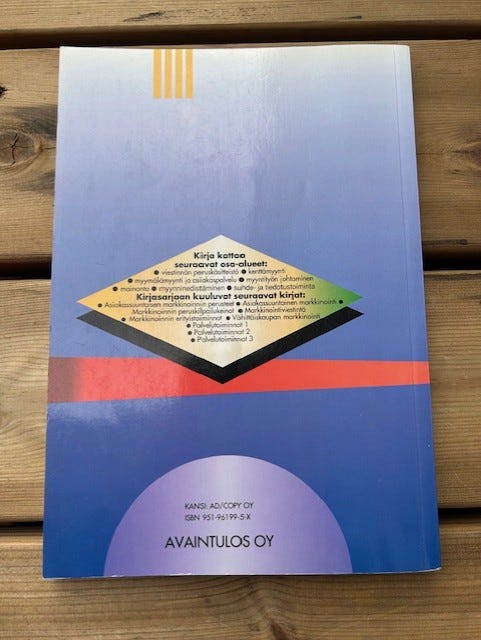 Kirja kattaa
seuraavat osa-alueet:
● viestinnän peruskäsitteistö ● kenttämyynti
● myymälämyynti ja asiakaspalvelu ● myyntityön johtaminen
● mainonta ● myynninedistäminen ● suhde- ja tiedotustoiminta
Kirjasarjaan kuuluvat seuraavat kirjat:
● Asiakassuuntaisen markkinoinnin perusteet ● Asiakassuuntainen markkinointi ●
Markkinoinnin peruskilpailukeinot ● Markkinointiviestintä
● Markkinoinnin erityistoiminnot ● Vähittäiskaupan markkinointi
● Palvelutoiminnot 1
● Palvelutoiminnot 2
● Palvelutoiminnot 3
KANSI: AD/COPY OY
ISBN 951-96199-5-X
AVAINTULOS OY